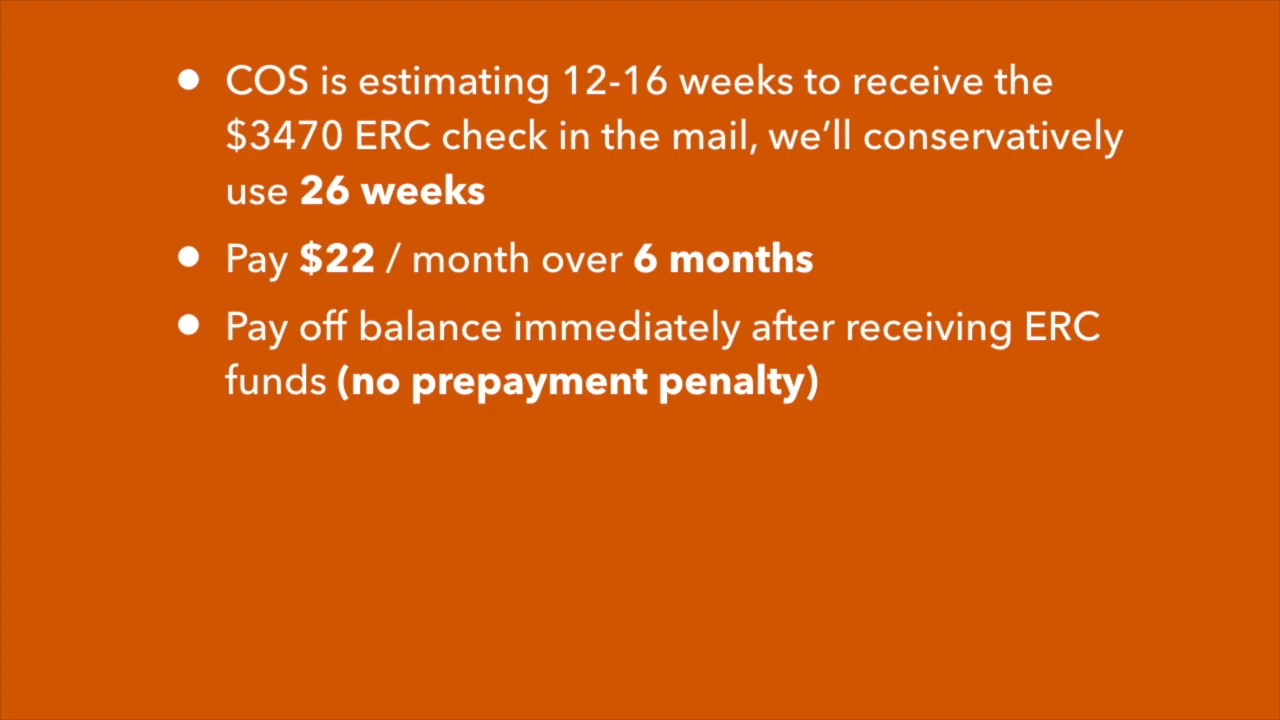 • COS is estimating 12-16 weeks to receive the
$3470 ERC check in the mail, we’ll conservatively
use 26 weeks
• Pay $22 / month over 6 months
• Pay off balance immediately after receiving ERC
funds (no prepayment penalty)